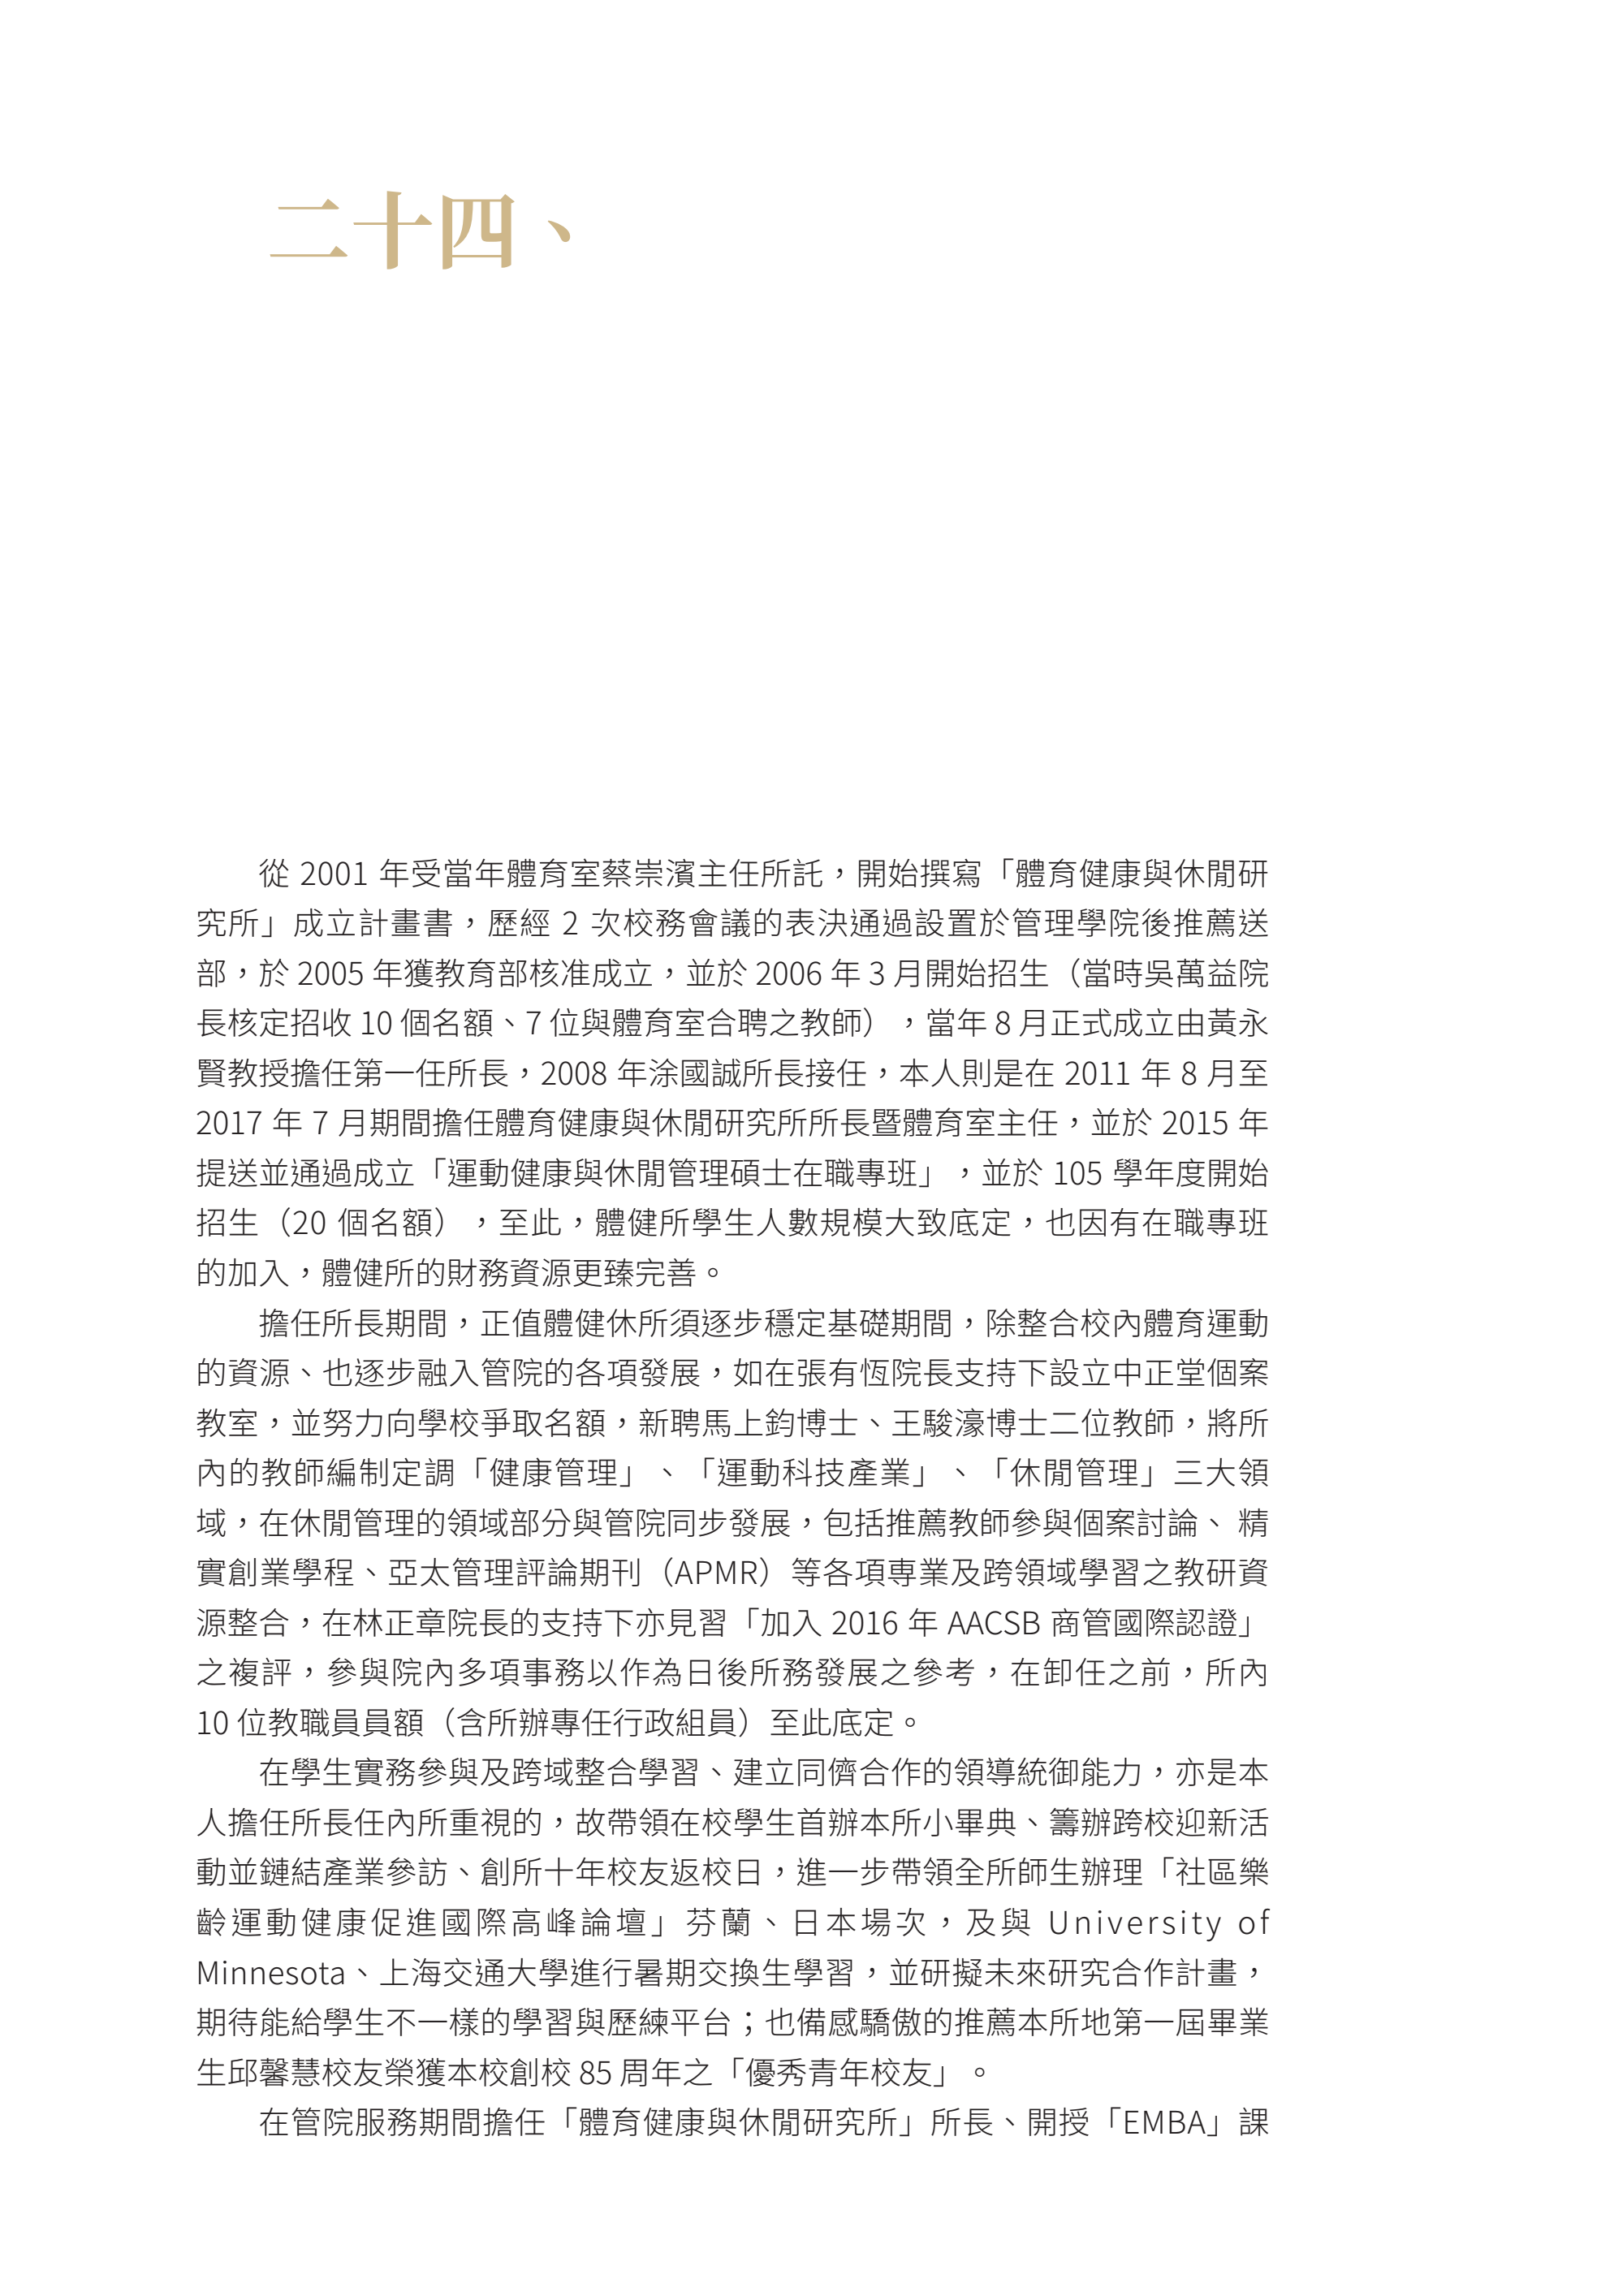 二十四、
從 2001 年受當年體育室蔡崇濱主任所託，開始撰寫「體育健康與休閒研
究所」成立計畫書，歷經 2 次校務會議的表決通過設置於管理學院後推薦送
部，於 2005 年獲教育部核准成立，並於 2006 年 3 月開始招生（當時吳萬益院
長核定招收 10 個名額、7 位與體育室合聘之教師），當年 8 月正式成立由黃永
賢教授擔任第一任所長，2008 年涂國誠所長接任，本人則是在 2011 年 8 月至
2017 年 7 月期間擔任體育健康與休閒研究所所長暨體育室主任，並於 2015 年
提送並通過成立「運動健康與休閒管理碩士在職專班」，並於 105 學年度開始
招生（20 個名額），至此，體健所學生人數規模大致底定，也因有在職專班
的加入，體健所的財務資源更臻完善。
擔任所長期間，正值體健休所須逐步穩定基礎期間，除整合校內體育運動
的資源、也逐步融入管院的各項發展，如在張有恆院長支持下設立中正堂個案
教室，並努力向學校爭取名額，新聘馬上鈞博士、王駿濠博士二位教師，將所
內的教師編制定調「健康管理」、「運動科技產業」、「休閒管理」三大領
域，在休閒管理的領域部分與管院同步發展，包括推薦教師參與個案討論、 精
實創業學程、亞太管理評論期刊（APMR）等各項專業及跨領域學習之教研資
源整合，在林正章院長的支持下亦見習「加入 2016 年 AACSB 商管國際認證」
之複評，參與院內多項事務以作為日後所務發展之參考，在卸任之前，所內
10 位教職員員額（含所辦專任行政組員）至此底定。
在學生實務參與及跨域整合學習、建立同儕合作的領導統御能力，亦是本
人擔任所長任內所重視的，故帶領在校學生首辦本所小畢典、籌辦跨校迎新活
動並鏈結產業參訪、創所十年校友返校日，進一步帶領全所師生辦理「社區樂
齡運動健康促進國際高峰論壇」芬蘭、日本場次，及與 University of
Minnesota、上海交通大學進行暑期交換生學習，並研擬未來研究合作計畫，
期待能給學生不一樣的學習與歷練平台；也備感驕傲的推薦本所地第一屆畢業
生邱馨慧校友榮獲本校創校 85 周年之「優秀青年校友」。
在管院服務期間擔任「體育健康與休閒研究所」所長、開授「EMBA」課